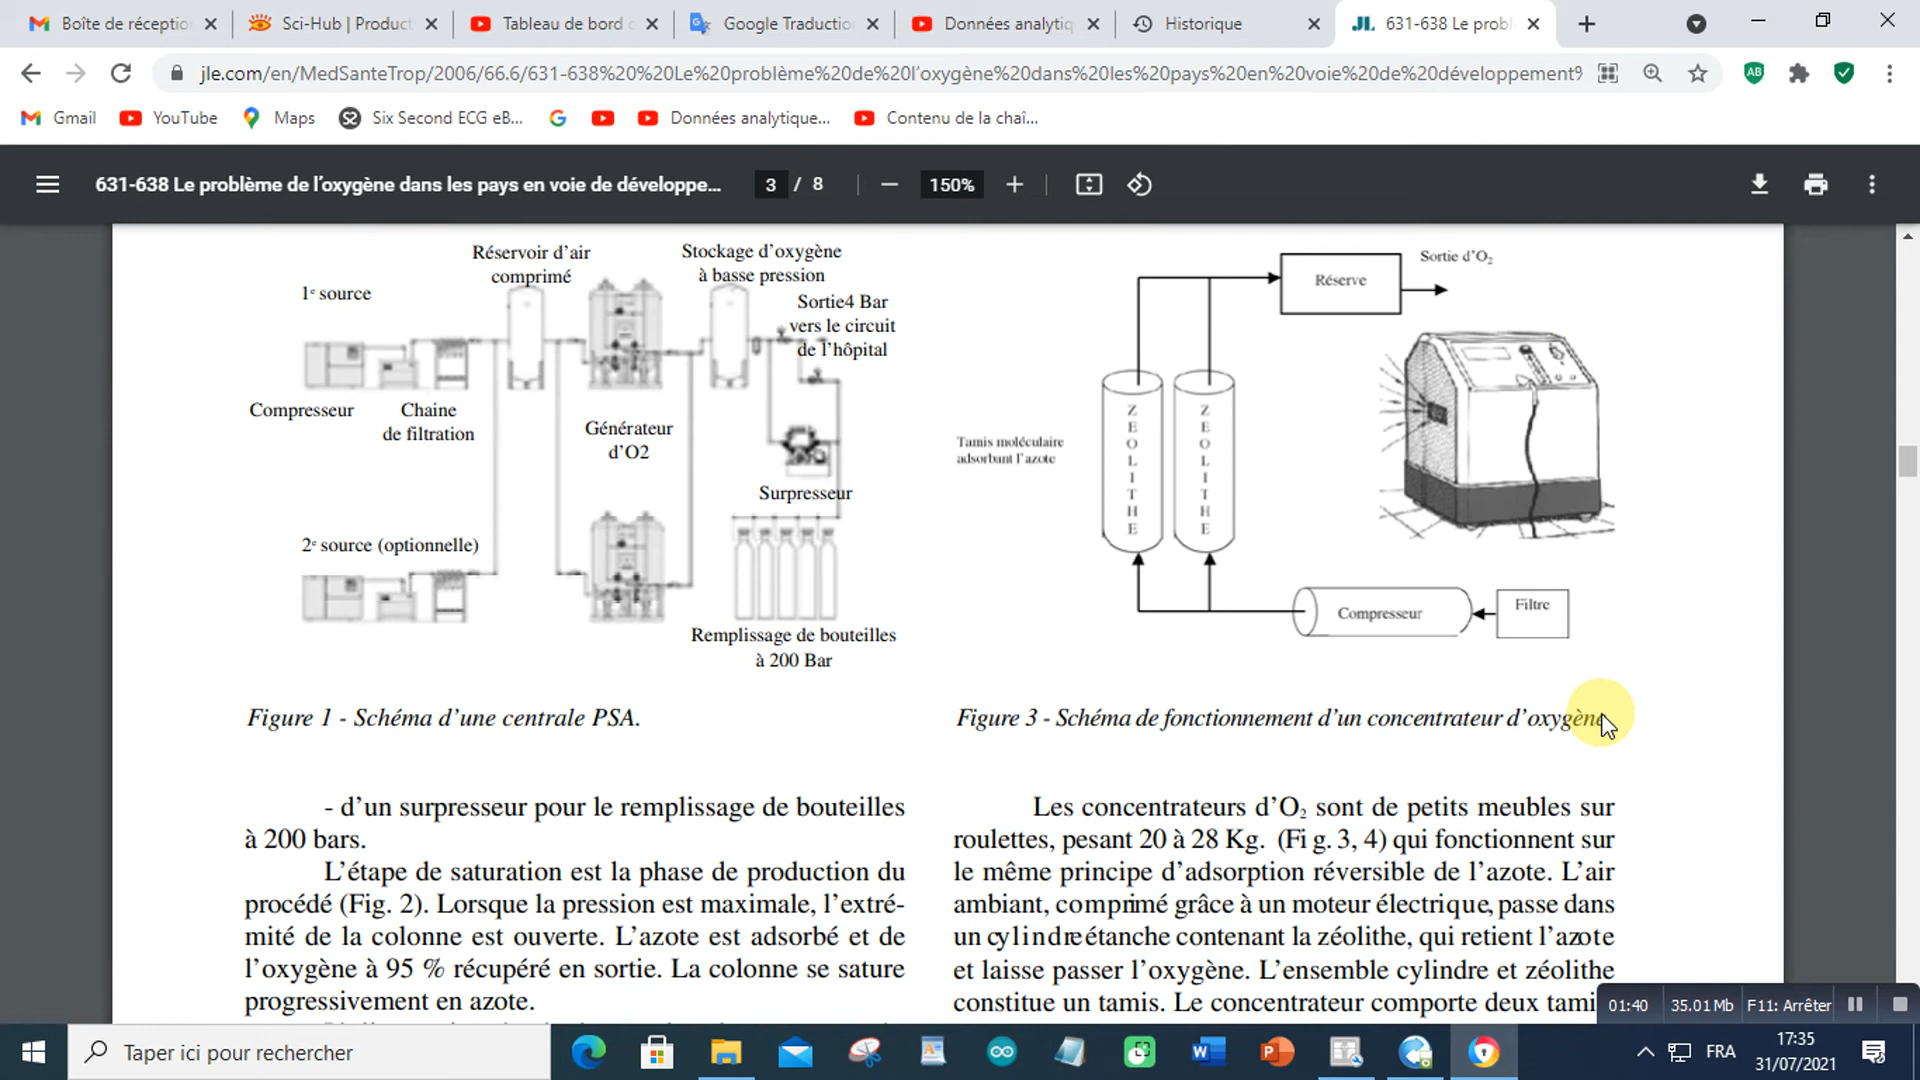 Boîte de réceptio
Sci-Hub | Product
Tableau de bord
Google Traductio
Données analytiq
Historique
631-638 Le probl
jle.com/en/MedSanteTrop/2006/66.6/631-638%20%20Le%20problème%20de%20l'oxygène%20dans%20les%20pays%20en%20voie%20de%20développement%
Gmail
YouTube
Maps
Six Second ECG eB...
Données analytique...
Contenu de la chaî...
631-638 Le problème de l'oxygène dans les pays en voie de développe...
3 / 8
150%
Réservoir d'air
comprimé
Stockage d'oxygène
à basse pression
1e source
Sortie4 Bar
vers le circuit
de l'hôpital
Compresseur
Chaine
de filtration
Générateur
d'O2
Surpresseur
2e source (optionnelle)
Remplissage de bouteilles
à 200 Bar
Figure 1 - Schéma d'une centrale PSA.
Réserve
Sortie d'O2
Tamis moléculaire
adsorbant l'azote
ZEOLITHE
ZEOLITHE
Compresseur
Filtre
Figure 3 - Schéma de fonctionnement d'un concentrateur d'oxygène
- d'un surpresseur pour le remplissage de bouteilles
à 200 bars.
L'étape de saturation est la phase de production du
procédé (Fig. 2). Lorsque la pression est maximale, l'extré-
mité de la colonne est ouverte. L'azote est adsorbé et de
l'oxygène à 95 % récupéré en sortie. La colonne se sature
progressivement en azote.
Les concentrateurs d'O2 sont de petits meubles sur
roulettes, pesant 20 à 28 Kg. (Fi g. 3, 4) qui fonctionnent sur
le même principe d'adsorption réversible de l'azote. L'air
ambiant, comprimé grâce à un moteur électrique, passe dans
un cylindre étanche contenant la zéolithe, qui retient l'azote
et laisse passer l'oxygène. L'ensemble cylindre et zéolithe
constitue un tamis. Le concentrateur comporte deux tami
01:40
35.01 Mb
F11: Arrêter
Taper ici pour rechercher
FRA
17:35
31/07/2021